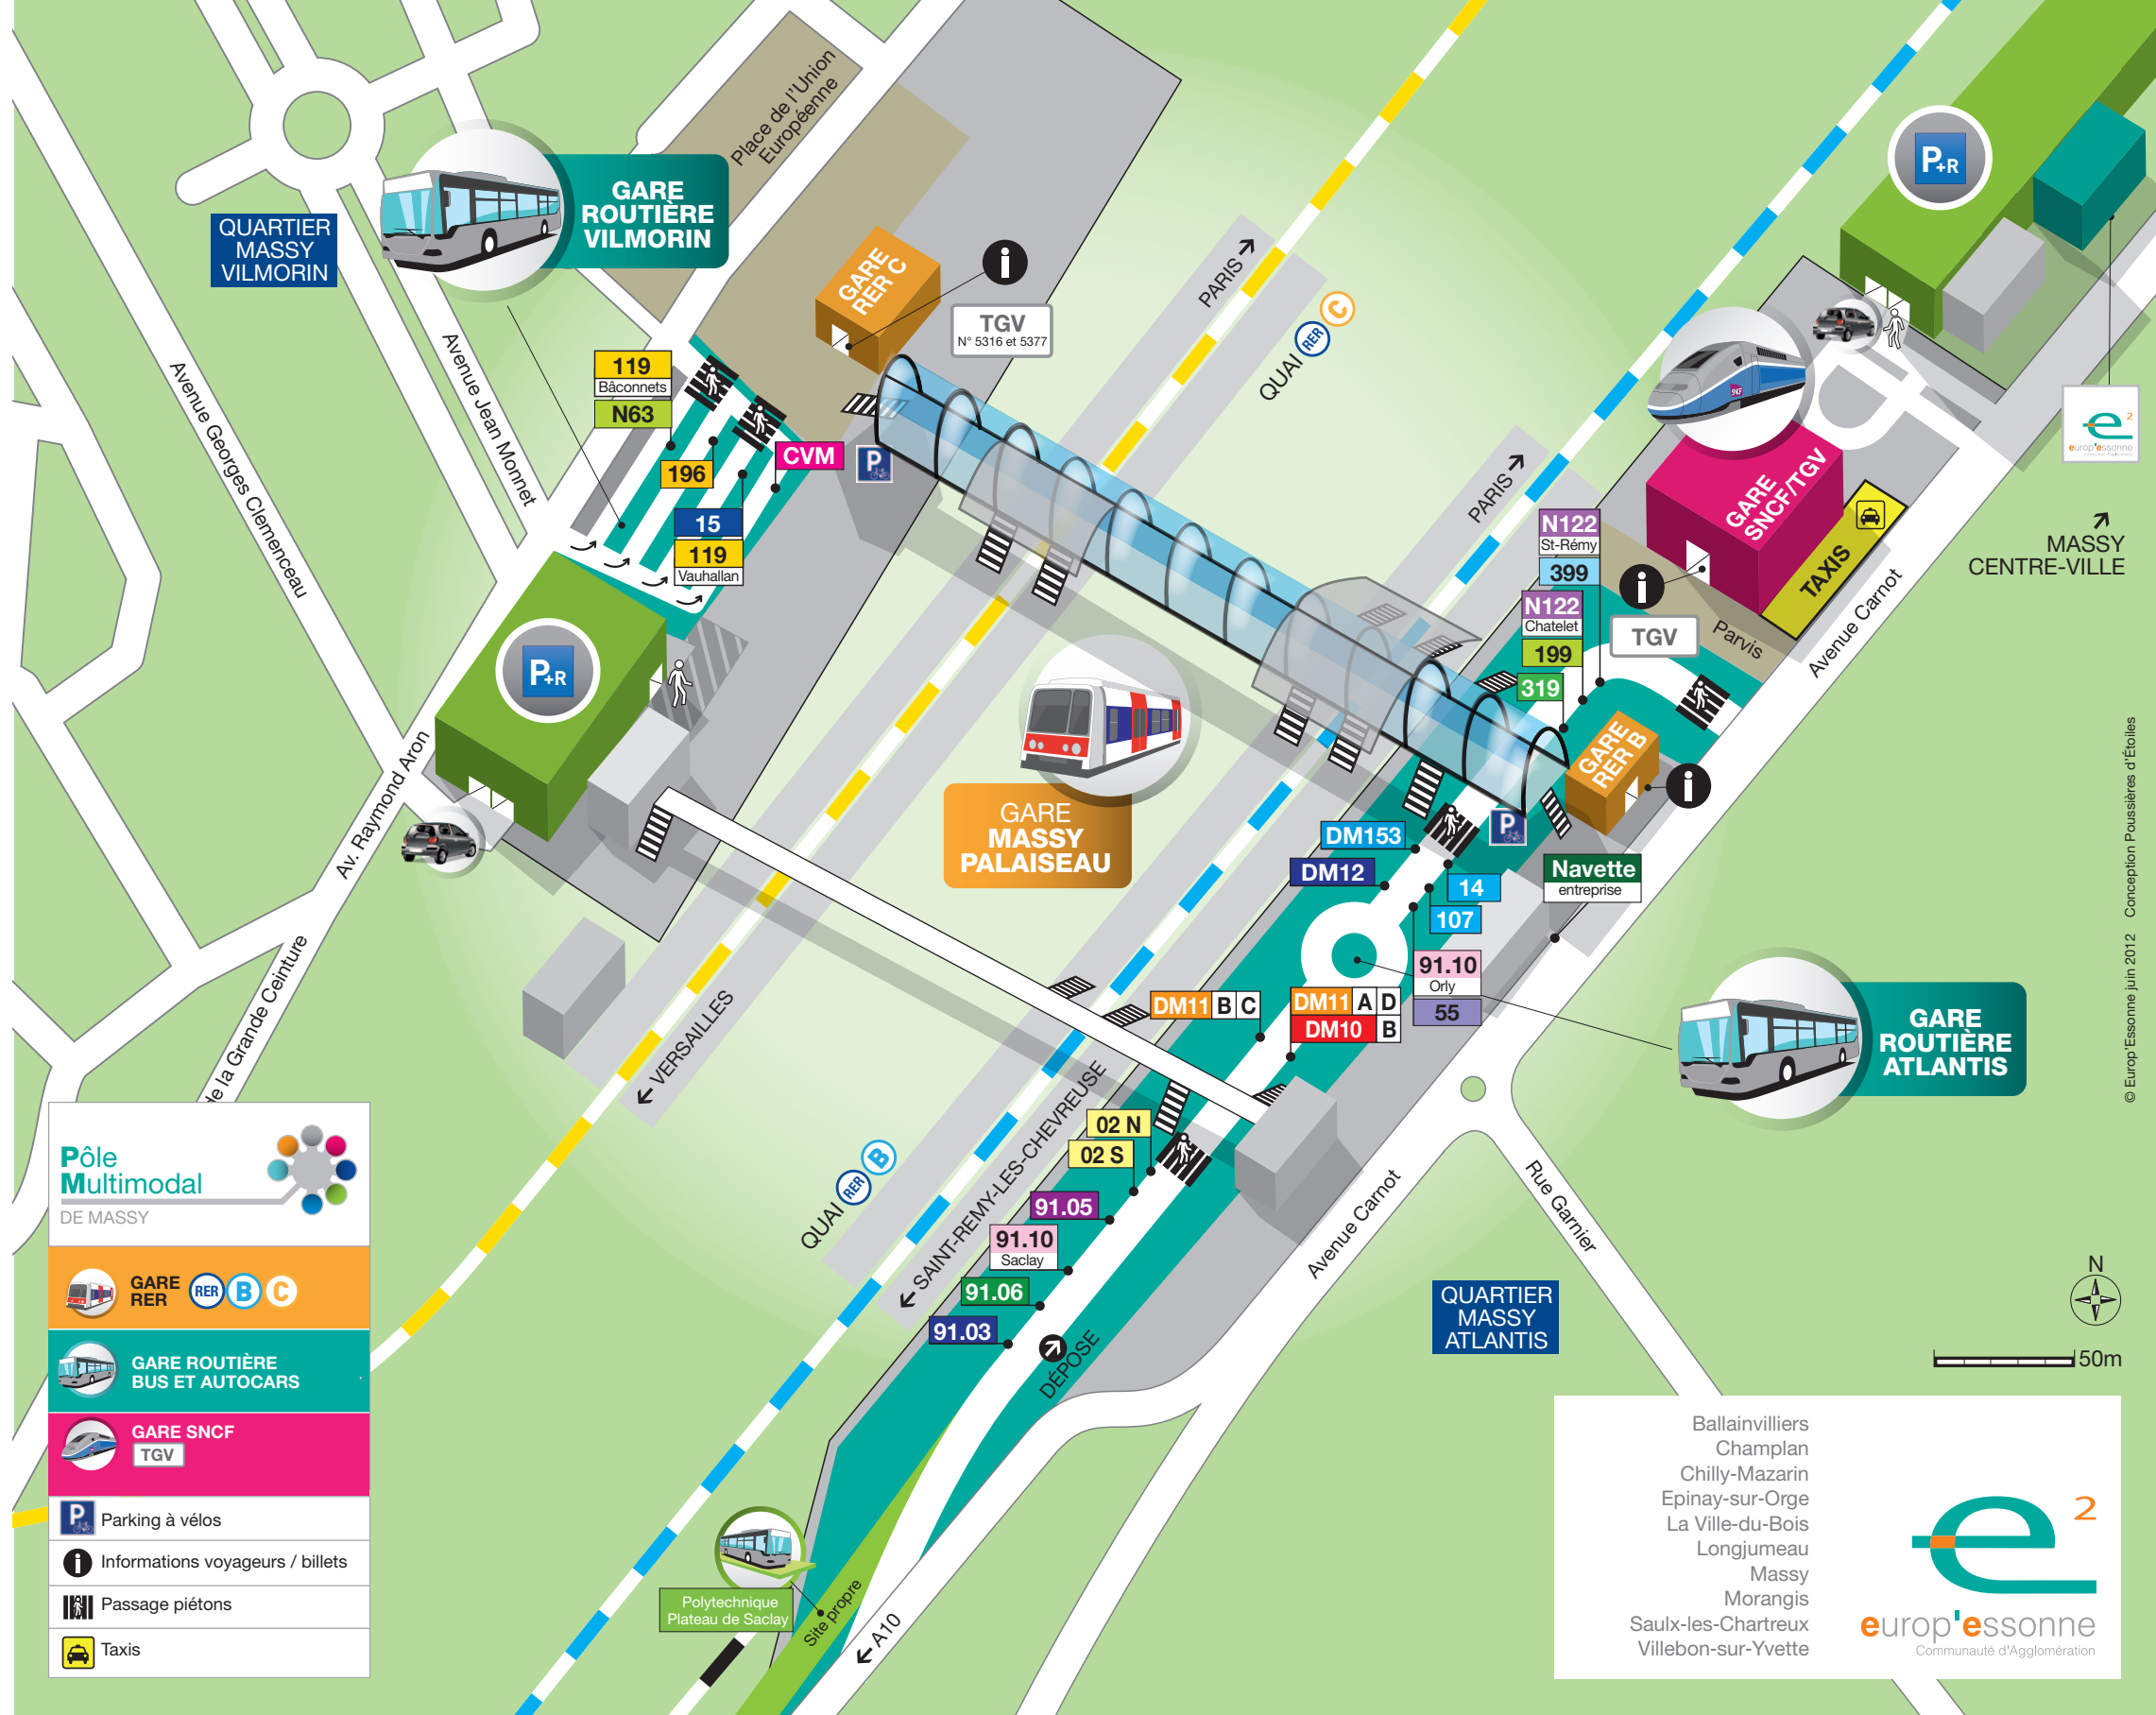 Place de l'Union
Européenne
GARE
ROUTIÈRE
VILMORIN
QUARTIER
MASSY
VILMORIN
GARE
RER C
i
TGV
N° 5316 et 5377
PARIS
QUAI RER C
P+R
119
Bâconnets
N63
196
CVM
P
15
119
Vauhallan
Avenue Jean Monnet
Avenue Georges Clemenceau
Av. Raymond Aron
de la Grande Ceinture
P+R
PARIS
N122
St-Rémy
399
N122
Chatelet
199
319
GARE
SNCF/TGV
TAXIS
i
TGV
Parvis
Avenue Carnot
europ'essonne
e2
MASSY
CENTRE-VILLE
GARE
RER B
i
P
GARE
MASSY
PALAISEAU
DM153
DM12
14
107
Navette
entreprise
91.10
Orly
55
DM11 B C
DM11 A D
DM10 B
GARE
ROUTIÈRE
ATLANTIS
VERSAILLES
QUAI RER B
SAINT-REMY-LES-CHEVREUSE
02 N
02 S
91.05
91.10
Saclay
91.06
91.03
DÉPOSE
Avenue Carnot
Rue Garnier
QUARTIER
MASSY
ATLANTIS
Polytechnique
Plateau de Saclay
Site propre
A10
N
50m
© Europ'Essonne juin 2012 Conception Poussières d'Étoiles
Pôle
Multimodal
DE MASSY
GARE
RER
RER B C
GARE ROUTIÈRE
BUS ET AUTOCARS
GARE SNCF
TGV
P Parking à vélos
i Informations voyageurs / billets
Passage piétons
Taxis
Ballainvilliers
Champlan
Chilly-Mazarin
Epinay-sur-Orge
La Ville-du-Bois
Longjumeau
Massy
Morangis
Saulx-les-Chartreux
Villebon-sur-Yvette
e2
europ'essonne
Communauté d'Agglomération